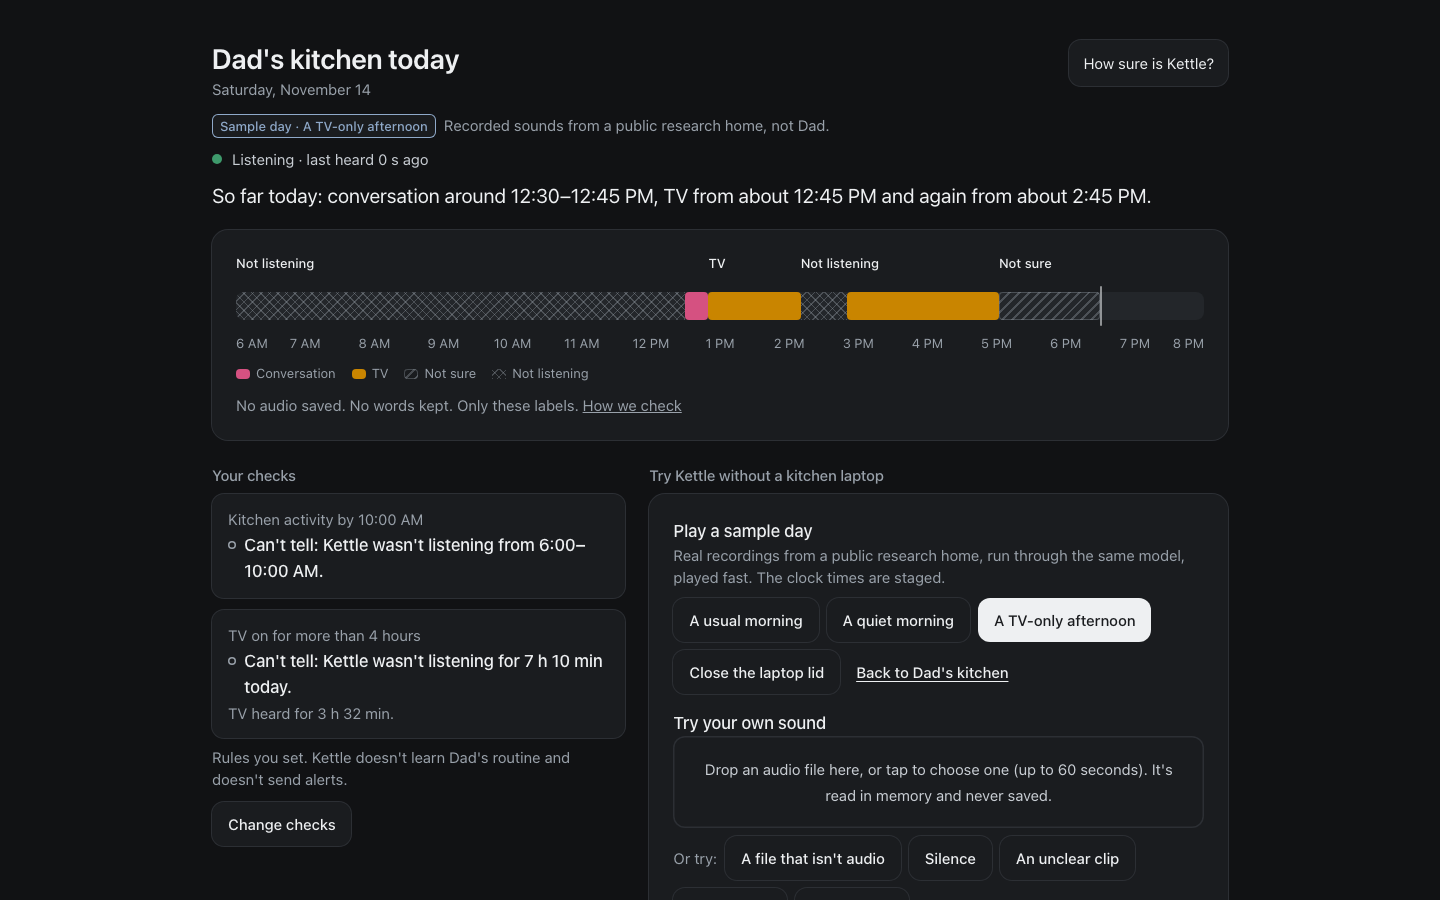 Dad's kitchen today
How sure is Kettle?
Saturday, November 14
Sample day · A TV-only afternoon
Recorded sounds from a public research home, not Dad.
Listening · last heard 0 s ago
So far today: conversation around 12:30–12:45 PM, TV from about 12:45 PM and again from about 2:45 PM.
Not listening
TV
Not listening
Not sure
6 AM 7 AM 8 AM 9 AM 10 AM 11 AM 12 PM 1 PM 2 PM 3 PM 4 PM 5 PM 6 PM 7 PM 8 PM
Conversation TV Not sure Not listening
No audio saved. No words kept. Only these labels. How we check
Your checks
Kitchen activity by 10:00 AM
Can't tell: Kettle wasn't listening from 6:00–
10:00 AM.
TV on for more than 4 hours
Can't tell: Kettle wasn't listening for 7 h 10 min
today.
TV heard for 3 h 32 min.
Rules you set. Kettle doesn't learn Dad's routine and
doesn't send alerts.
Change checks
Try Kettle without a kitchen laptop
Play a sample day
Real recordings from a public research home, run through the same model,
played fast. The clock times are staged.
A usual morning
A quiet morning
A TV-only afternoon
Close the laptop lid
Back to Dad's kitchen
Try your own sound
Drop an audio file here, or tap to choose one (up to 60 seconds). It's
read in memory and never saved.
Or try:
A file that isn't audio
Silence
An unclear clip